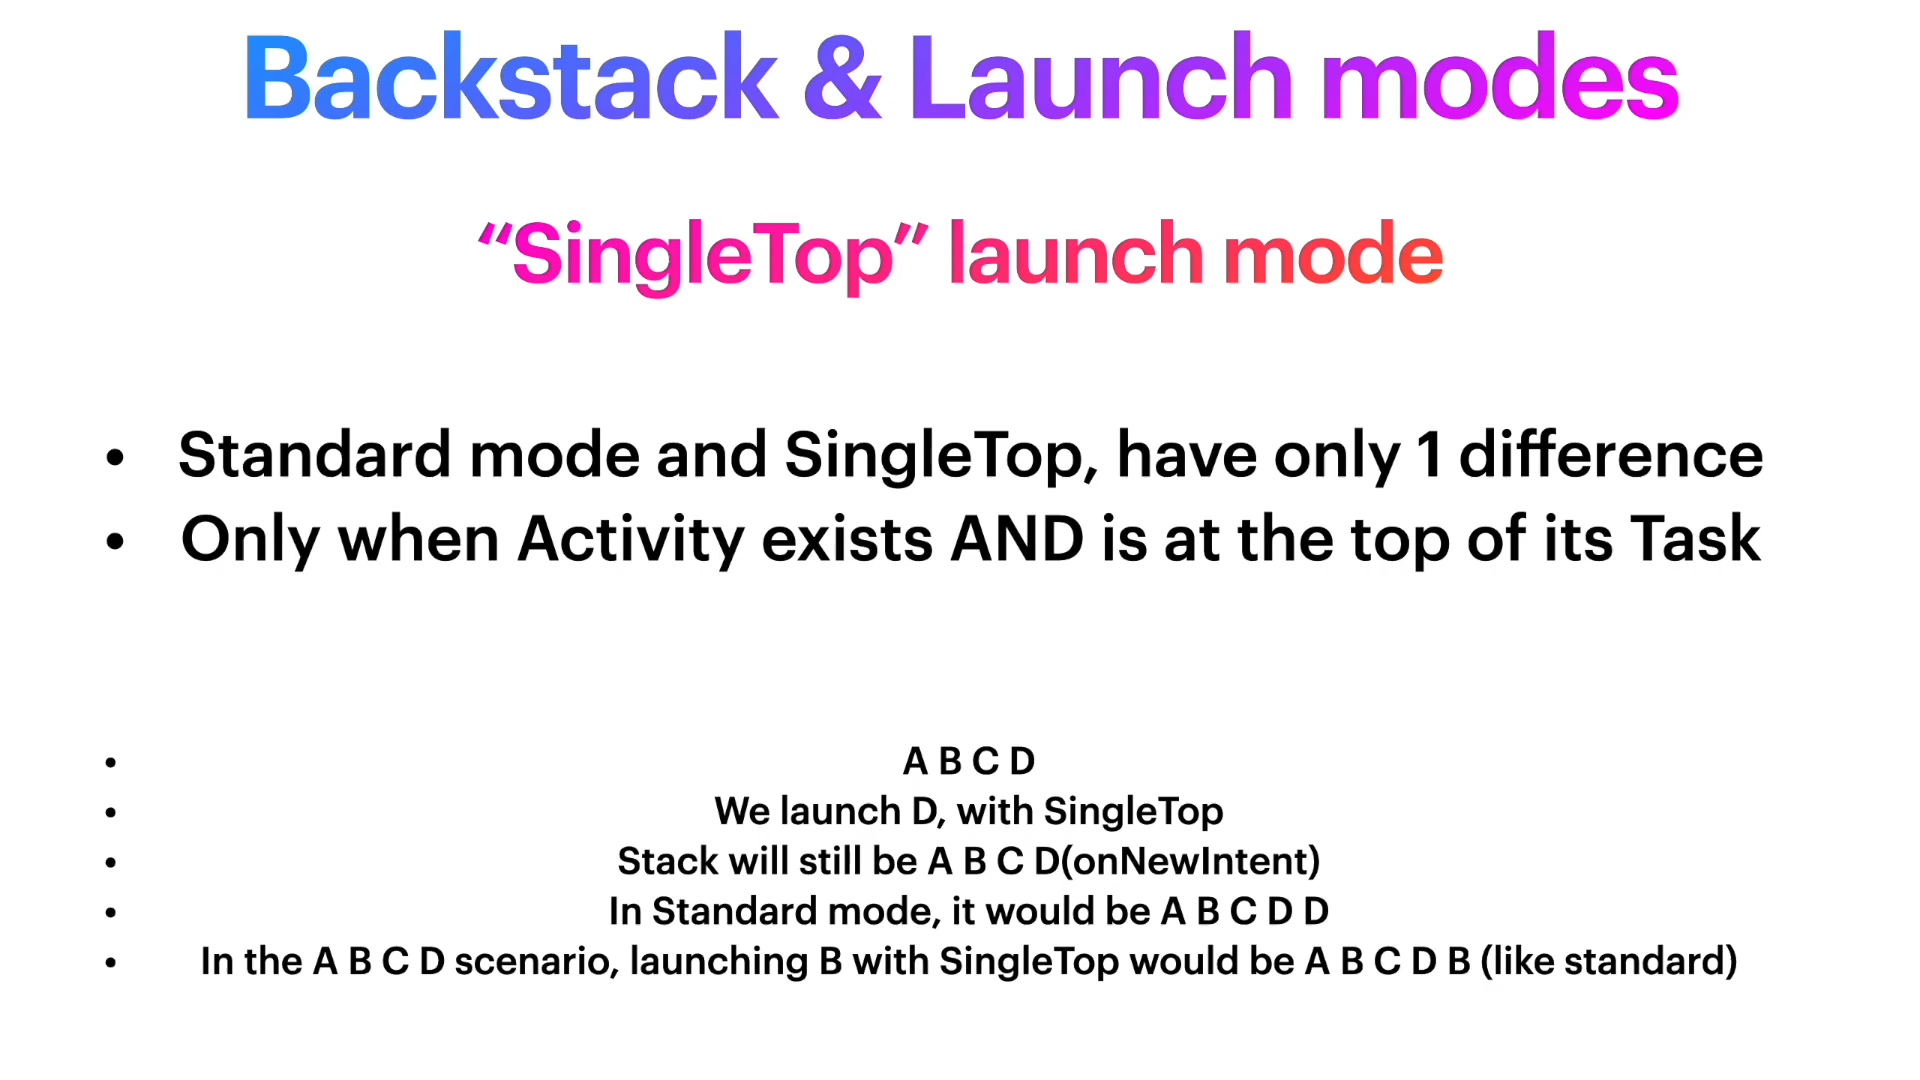 Backstack & Launch modes
“SingleTop” launch mode
• Standard mode and SingleTop, have only 1 difference
• Only when Activity exists AND is at the top of its Task
• A B C D
• We launch D, with SingleTop
• Stack will still be A B C D(onNewIntent)
• In Standard mode, it would be A B C D D
• In the A B C D scenario, launching B with SingleTop would be A B C D B (like standard)